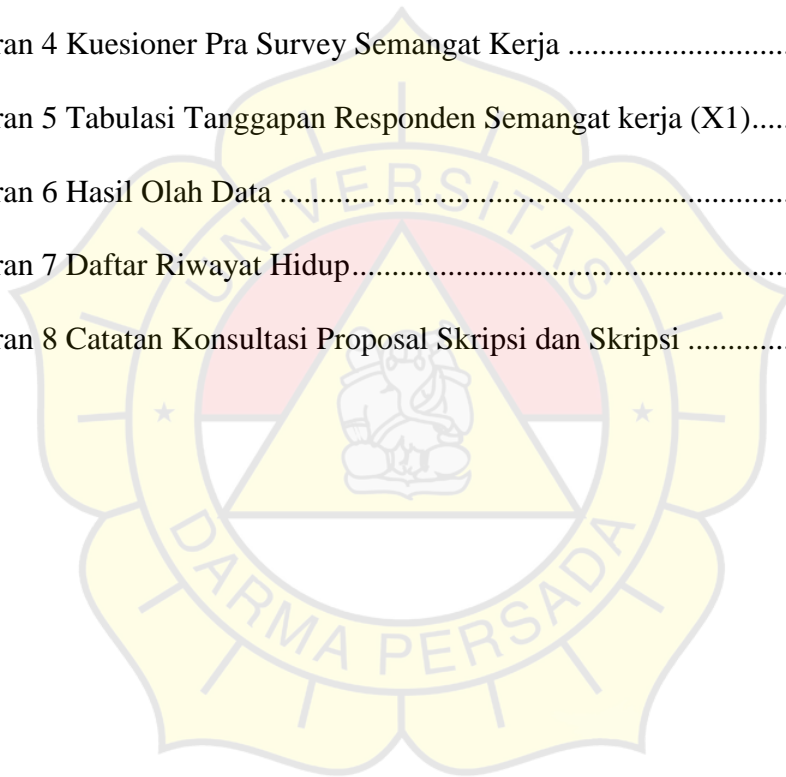 ran 4 Kuesioner Pra Survey Semangat Kerja ...........................
ran 5 Tabulasi Tanggapan Responden Semangat kerja (X1).....
ran 6 Hasil Olah Data ...............................................................
ran 7 Daftar Riwayat Hidup......................................................
ran 8 Catatan Konsultasi Proposal Skripsi dan Skripsi .............
UNIVERSITAS
DARMA PERSADA